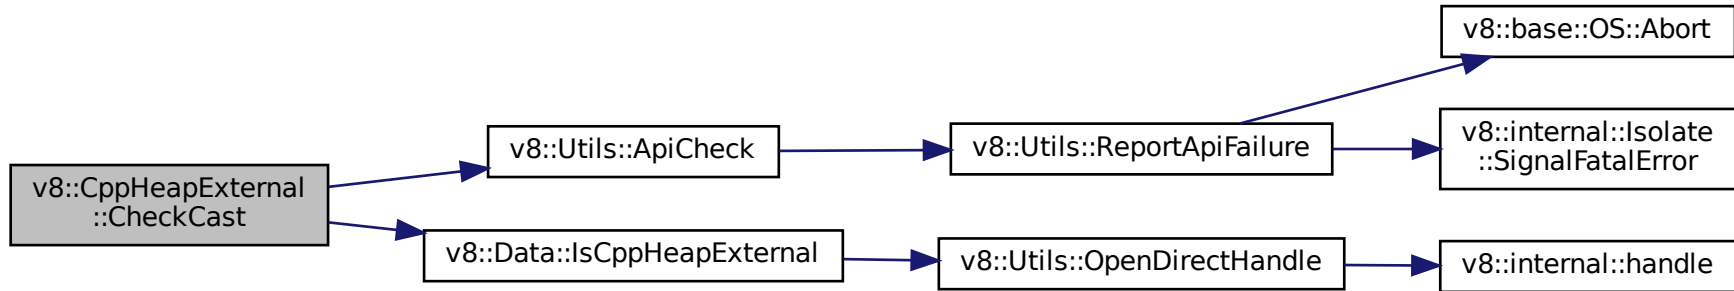 v8::CppHeapExternal
::CheckCast
v8::Utils::ApiCheck
v8::Data::IsCppHeapExternal
v8::Utils::ReportApiFailure
v8::Utils::OpenDirectHandle
v8::base::OS::Abort
v8::internal::Isolate
::SignalFatalError
v8::internal::handle